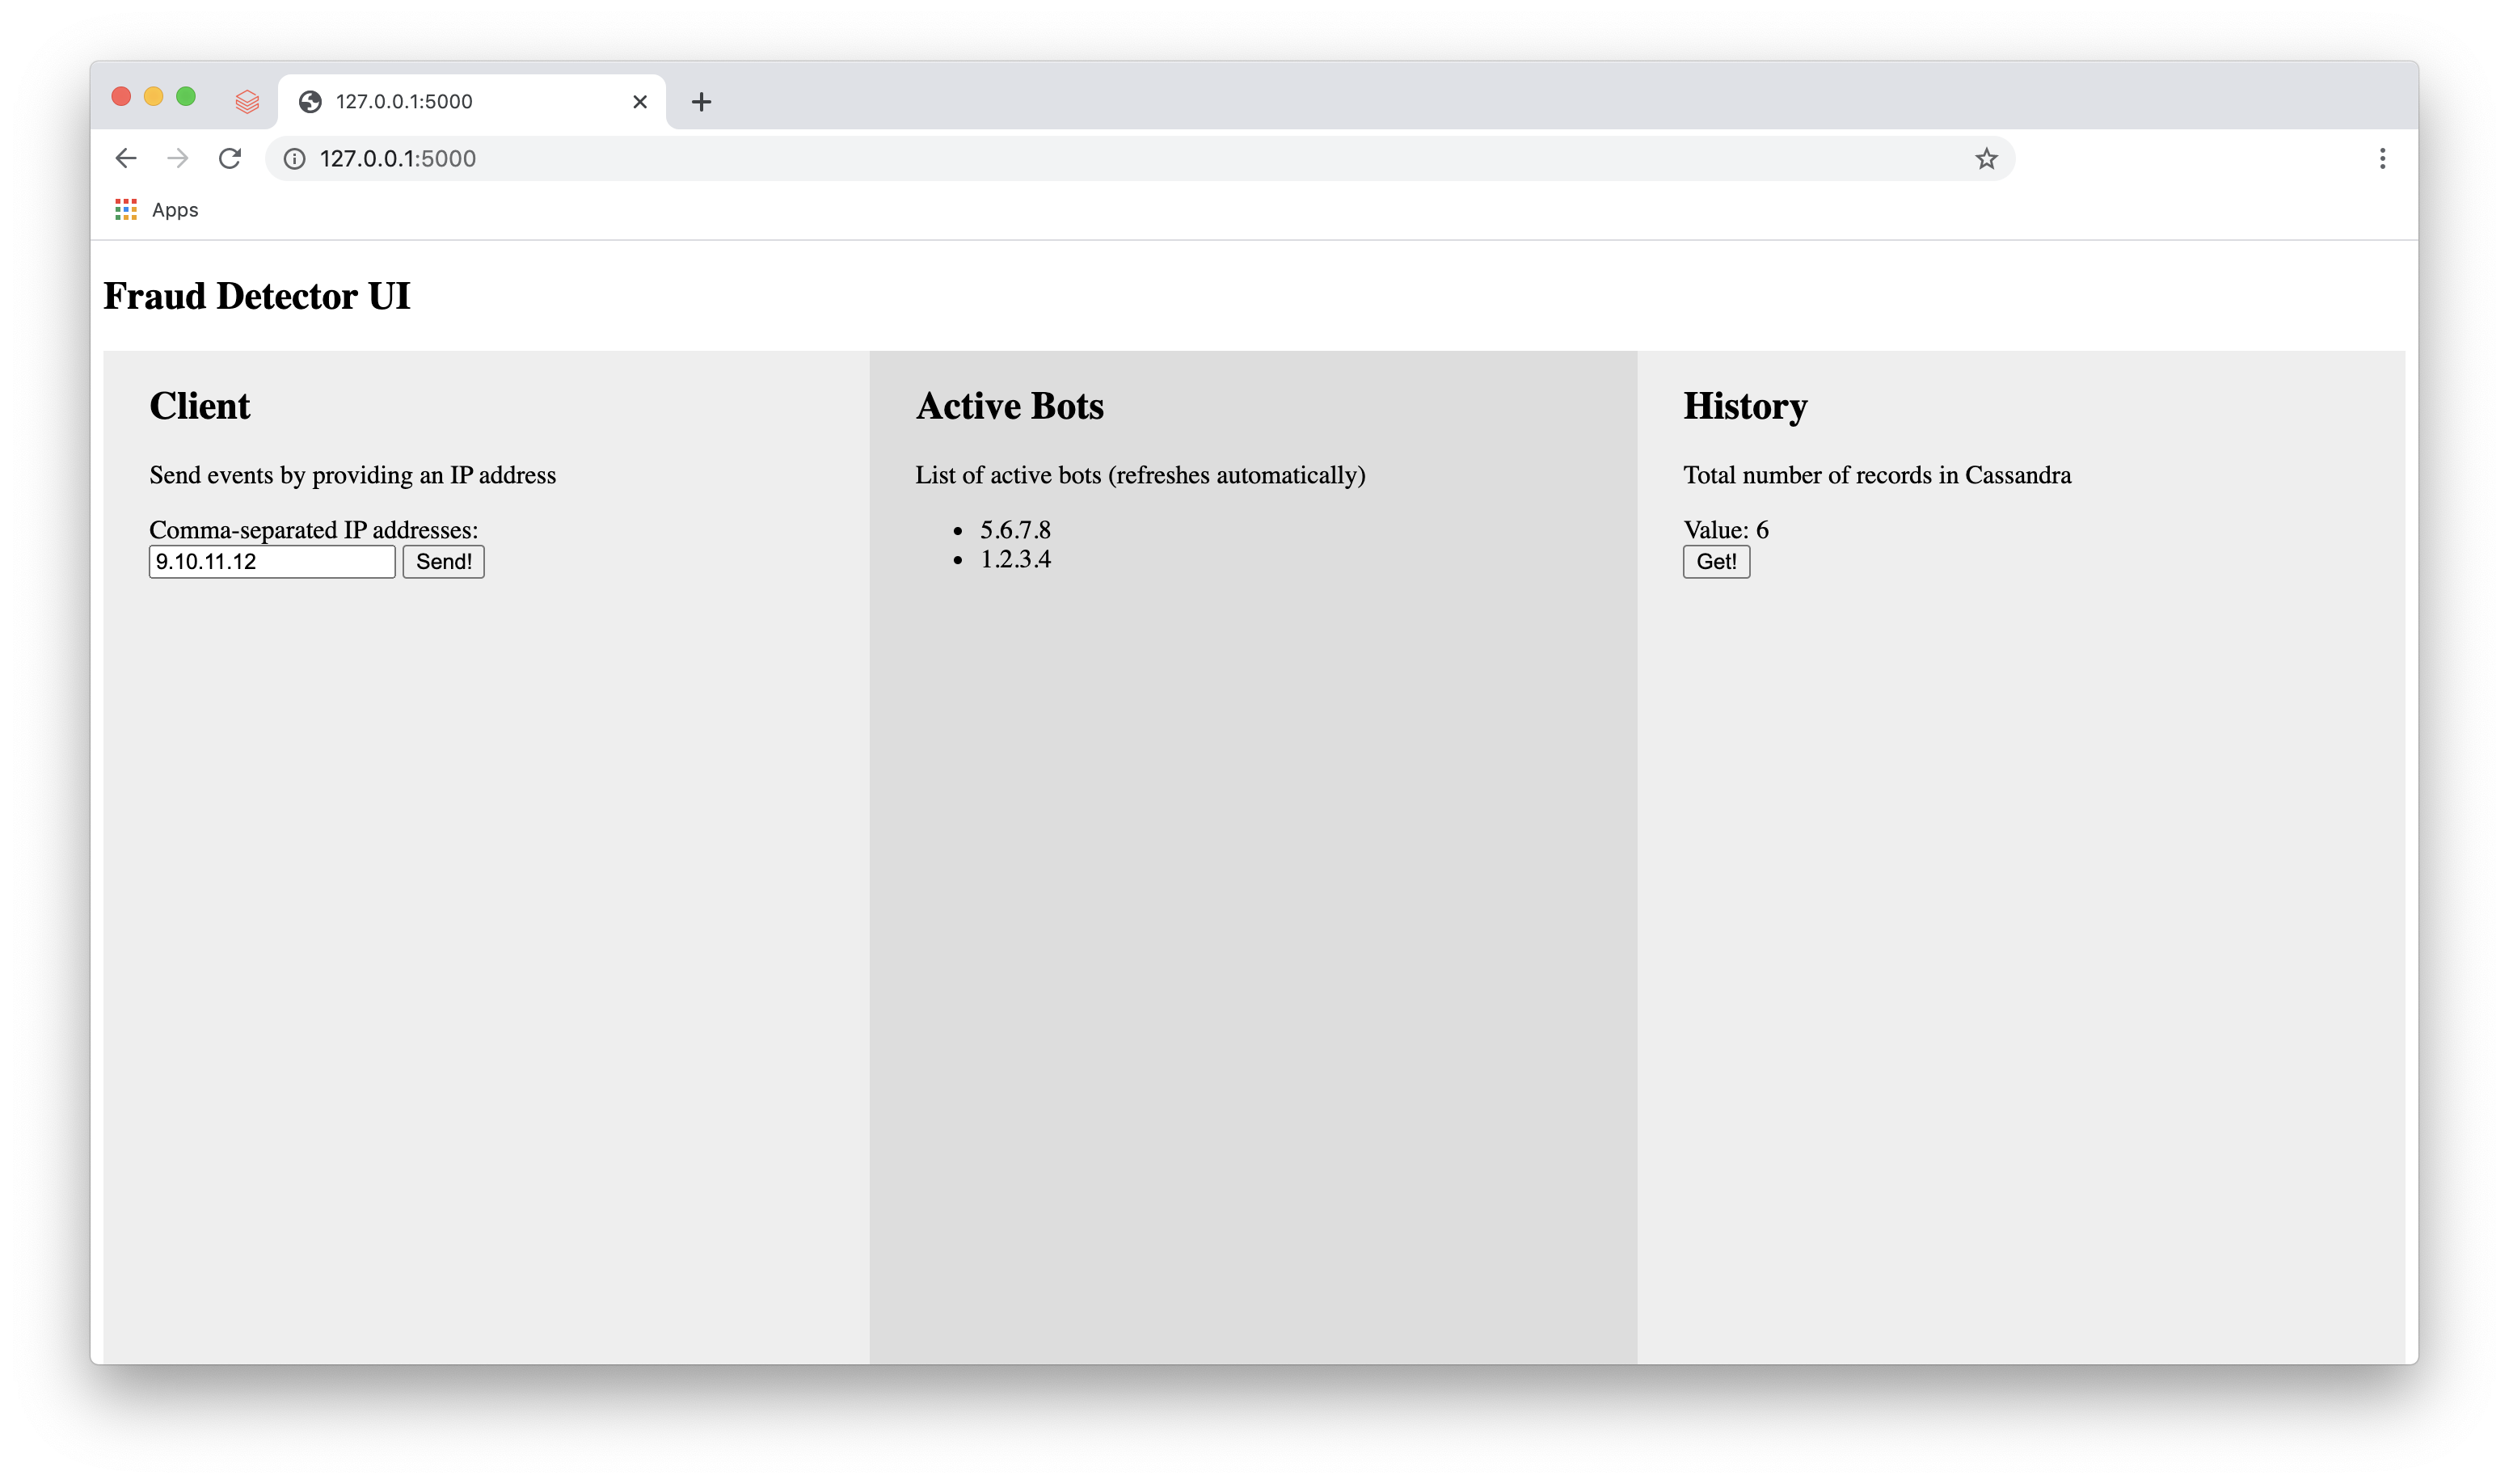 127.0.0.1:5000
127.0.0.1:5000
Apps
Fraud Detector UI
Client
Send events by providing an IP address
Comma-separated IP addresses:
9.10.11.12 Send!
Active Bots
List of active bots (refreshes automatically)
5.6.7.8
1.2.3.4
History
Total number of records in Cassandra
Value: 6
Get!